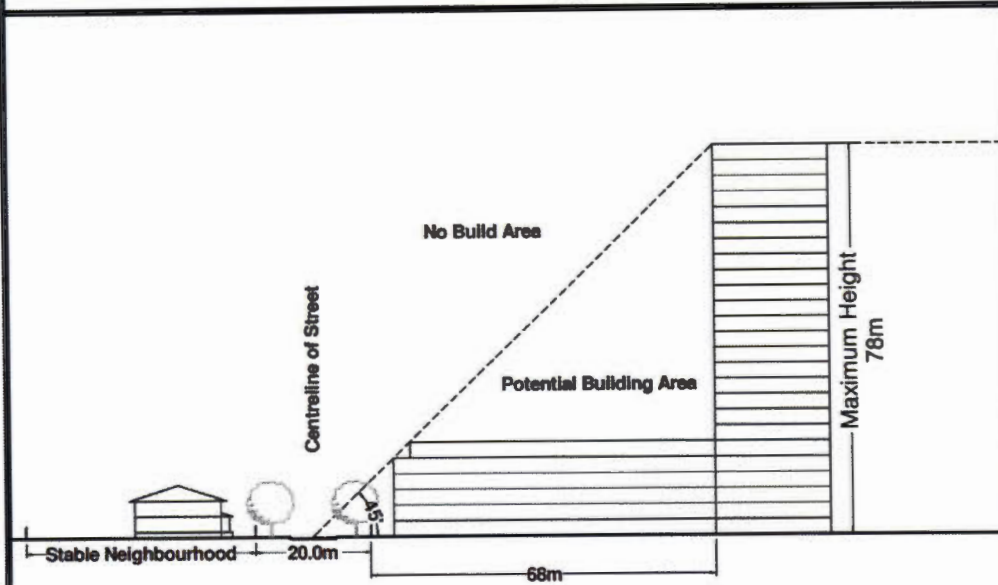 No Build Area
Centreline of Street
Potential Building Area
Maximum Height
78m
45°
Stable Neighbourhood
20.0m
68m